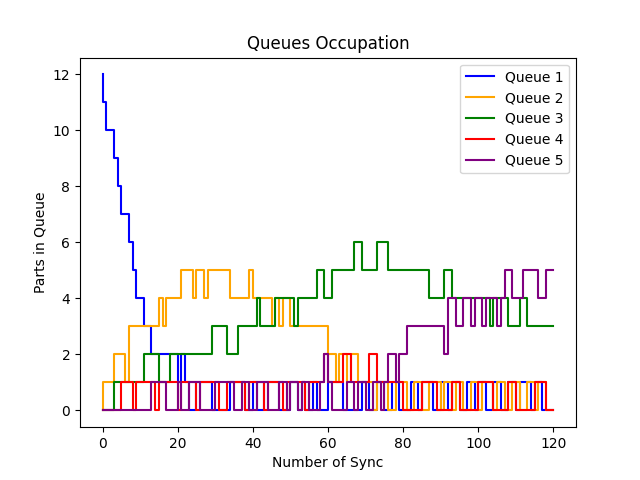 Queues Occupation
Queue 1
Queue 2
Queue 3
Queue 4
Queue 5
Parts in Queue
12
10
8
6
4
2
0
0 20 40 60 80 100 120
Number of Sync